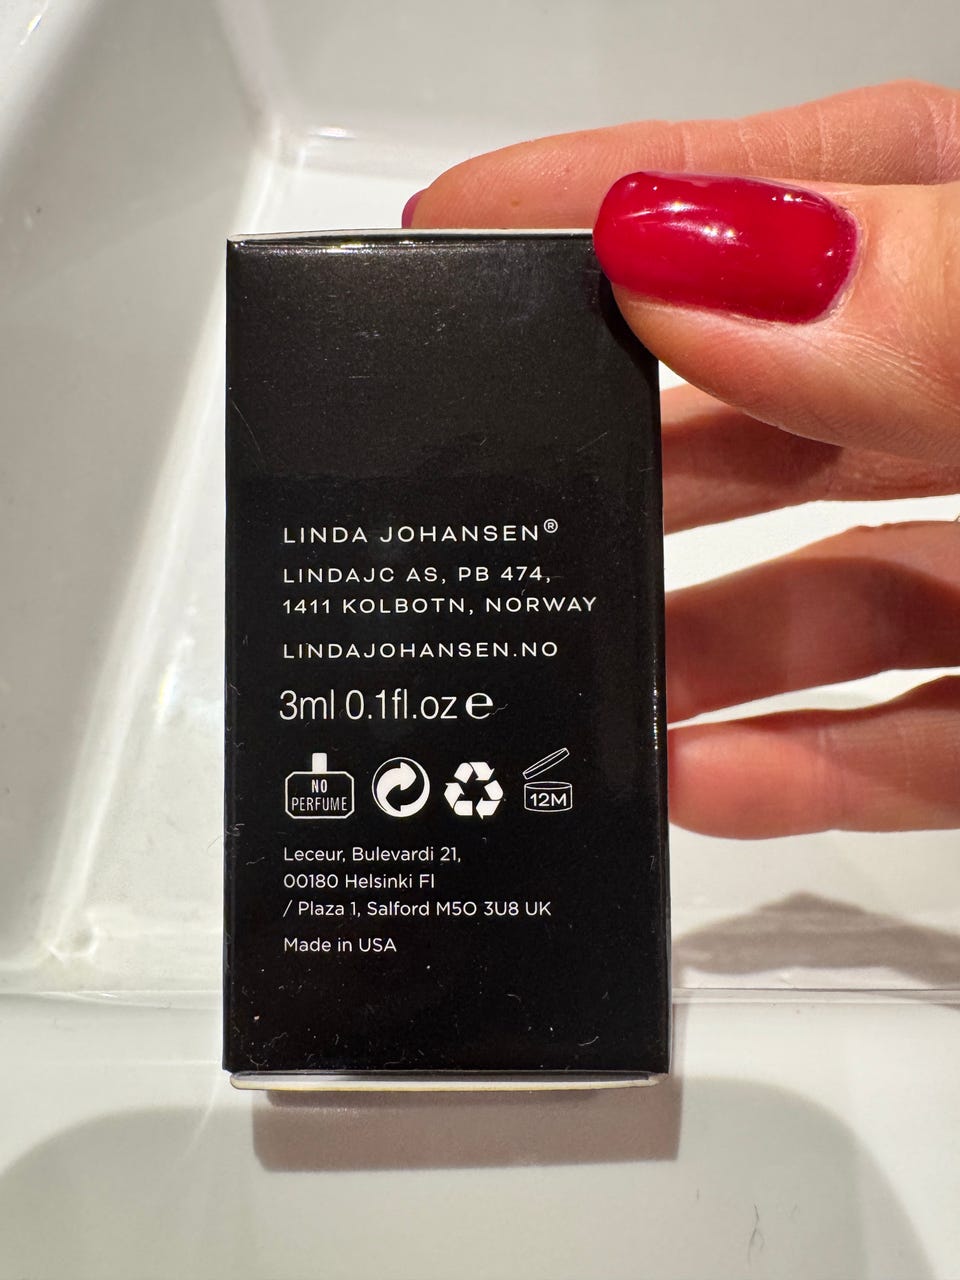 LINDA JOHANSEN®
LINDAJC AS, PB 474,
1411 KOLBOTN, NORWAY
LINDAJOHANSEN.NO
3ml 0.1fl.oz ℮
NO
PERFUME
12M
Leceur, Bulevardi 21,
00180 Helsinki FI
/ Plaza 1, Salford M5O 3U8 UK
Made in USA